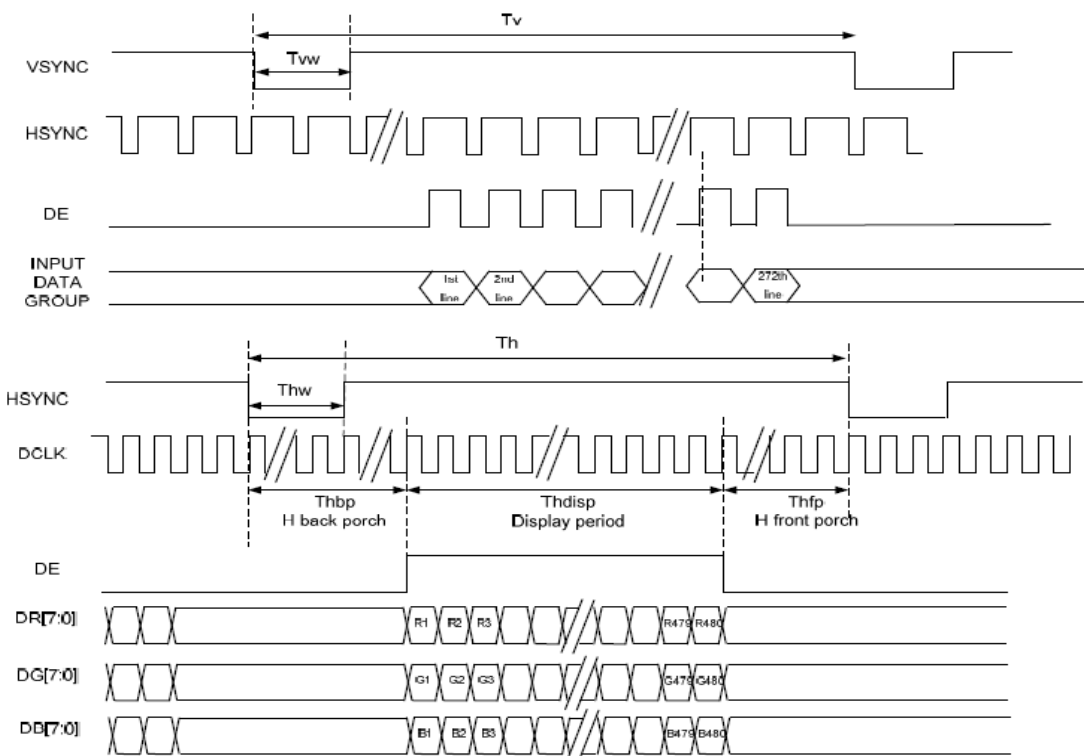 Tv
VSYNC
Tvw
HSYNC
DE
INPUT
DATA
GROUP
1st
line
2nd
line
272th
line
Th
HSYNC
Thw
DCLK
Thbp
H back porch
Thdisp
Display period
Thfp
H front porch
DE
DR[7:0]
R1 R2 R3 R479 R480
DG[7:0]
G1 G2 G3 G479 G480
DB[7:0]
B1 B2 B3 B479 B480